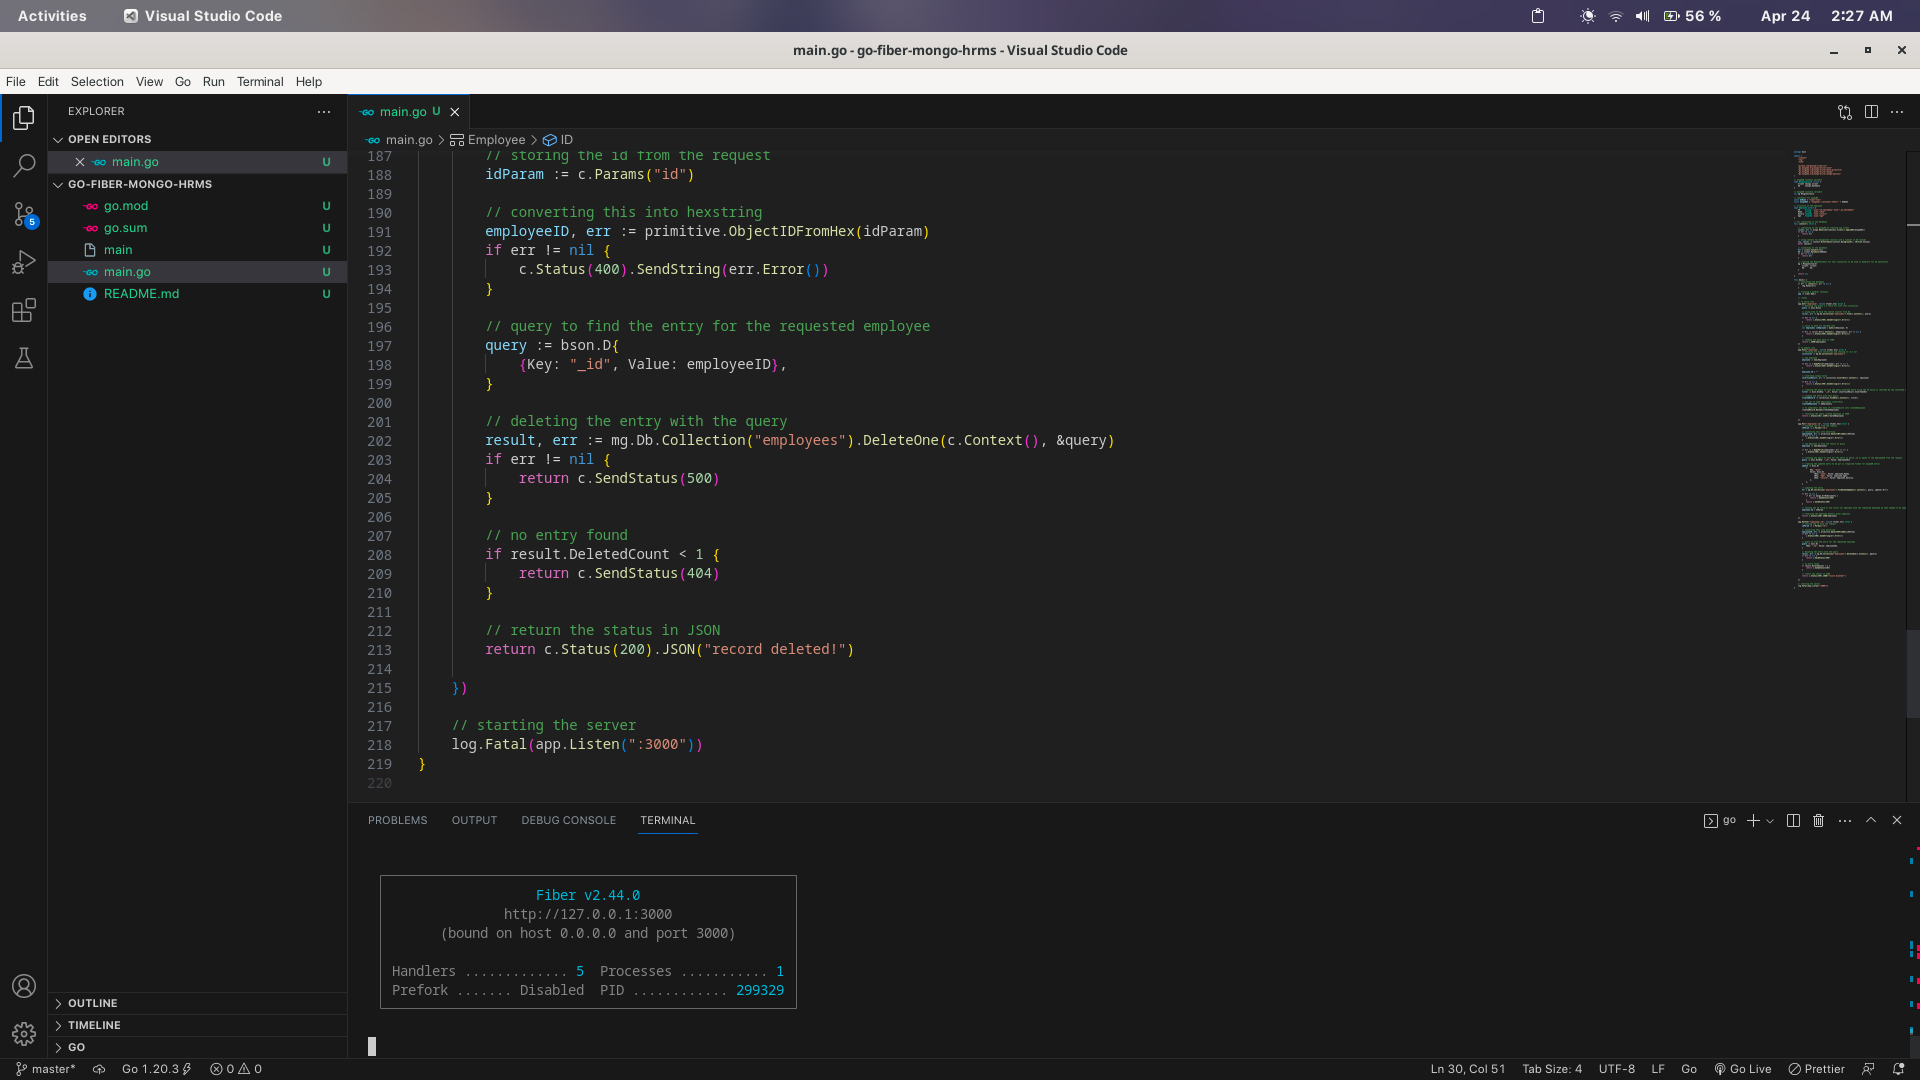 Activities
Visual Studio Code
56 %
Apr 24
2:27 AM
main.go - go-fiber-mongo-hrms - Visual Studio Code
File Edit Selection View Go Run Terminal Help
EXPLORER
OPEN EDITORS
main.go U
GO-FIBER-MONGO-HRMS
go.mod U
go.sum U
main U
main.go U
README.md U
5
OUTLINE
TIMELINE
GO
main.go U
main.go > Employee > ID
187 // storing the id from the request
188 idParam := c.Params("id")
189
190 // converting this into hexstring
191 employeeID, err := primitive.ObjectIDFromHex(idParam)
192 if err != nil {
193 c.Status(400).SendString(err.Error())
194 }
195
196 // query to find the entry for the requested employee
197 query := bson.D{
198 {Key: "_id", Value: employeeID},
199 }
200
201 // deleting the entry with the query
202 result, err := mg.Db.Collection("employees").DeleteOne(c.Context(), &query)
203 if err != nil {
204 return c.SendStatus(500)
205 }
206
207 // no entry found
208 if result.DeletedCount < 1 {
209 return c.SendStatus(404)
210 }
211
212 // return the status in JSON
213 return c.Status(200).JSON("record deleted!")
214
215 })
216
217 // starting the server
218 log.Fatal(app.Listen(":3000"))
219 }
220
PROBLEMS OUTPUT DEBUG CONSOLE TERMINAL
go
Fiber v2.44.0
http://127.0.0.1:3000
(bound on host 0.0.0.0 and port 3000)
Handlers ............. 5 Processes ........... 1
Prefork ....... Disabled PID ............ 299329
master* Go 1.20.3 0 0
Ln 30, Col 51 Tab Size: 4 UTF-8 LF Go Go Live Prettier